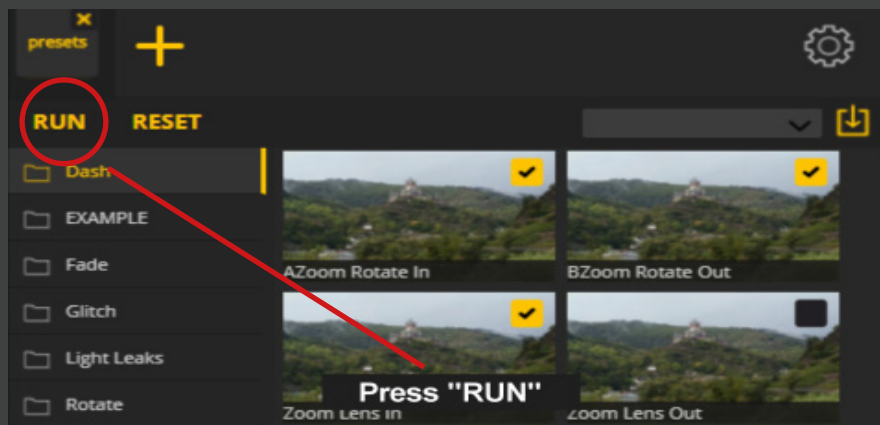 presets
RUN RESET
Dash
EXAMPLE
Fade
Glitch
Light Leaks
Rotate
AZoom Rotate In
BZoom Rotate Out
Zoom Lens In
Zoom Lens Out
Press "RUN"